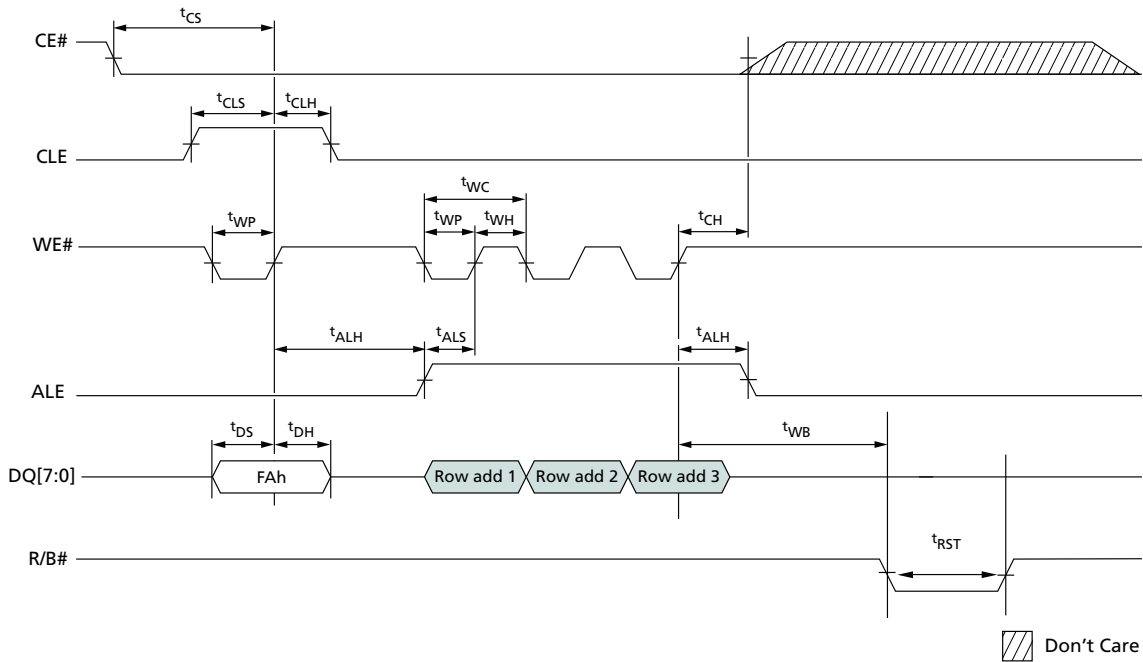 tCS
CE#
tCLS tCLH
CLE
tWC
tWP tWP tWH tCH
WE#
tALH tALS tALH
ALE
tDS tDH tWB
DQ[7:0] FAh Row add 1 Row add 2 Row add 3
R/B# tRST
Don't Care